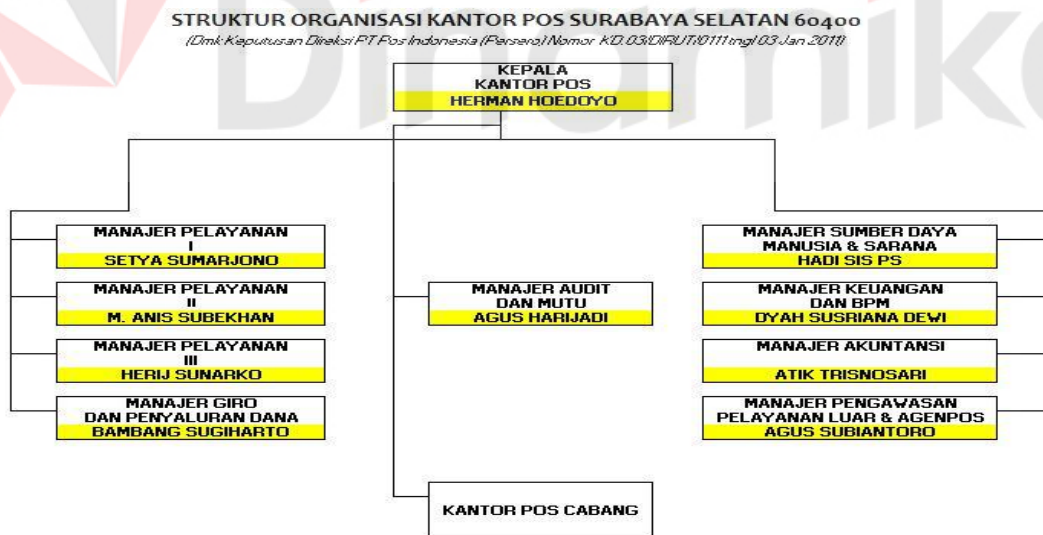 STRUKTUR ORGANISASI KANTOR POS SURABAYA SELATAN 60400
(Dmk Keputusan Direksi PT Pos Indonesia (Persero) Nomor KD.03/DIRUT/0111 tngl 03 Jan 2011)
Dinamika
KEPALA
KANTOR POS
HERMAN HOEDOYO
MANAJER PELAYANAN
I
SETYA SUMARJONO
MANAJER PELAYANAN
II
M. ANIS SUBEKHAN
MANAJER PELAYANAN
III
HERIJ SUNARKO
MANAJER GIRO
DAN PENYALURAN DANA
BAMBANG SUGIHARTO
MANAJER AUDIT
DAN MUTU
AGUS HARIJADI
KANTOR POS CABANG
MANAJER SUMBER DAYA
MANUSIA & SARANA
HADI SIS PS
MANAJER KEUANGAN
DAN BPM
DYAH SUSRIANA DEWI
MANAJER AKUNTANSI
ATIK TRISNOSARI
MANAJER PENGAWASAN
PELAYANAN LUAR & AGENPOS
AGUS SUBIANTORO